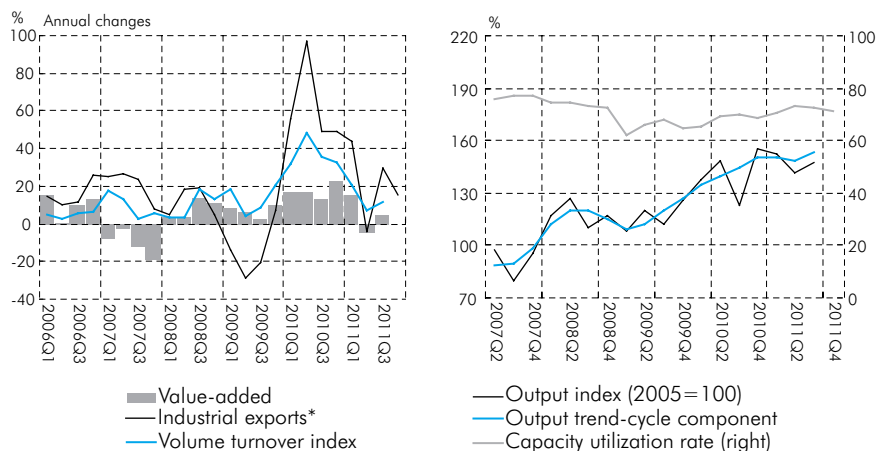 % Annual changes
100
80
60
40
20
0
-20
-40
2006Q1
2006Q3
2007Q1
2007Q3
2008Q1
2008Q3
2009Q1
2009Q3
2010Q1
2010Q3
2011Q1
2011Q3
Value-added
Industrial exports*
Volume turnover index
%
220
190
160
130
100
70
100
80
60
40
20
0
2007Q2
2007Q4
2008Q2
2008Q4
2009Q2
2009Q4
2010Q2
2010Q4
2011Q2
2011Q4
Output index (2005=100)
Output trend-cycle component
Capacity utilization rate (right)